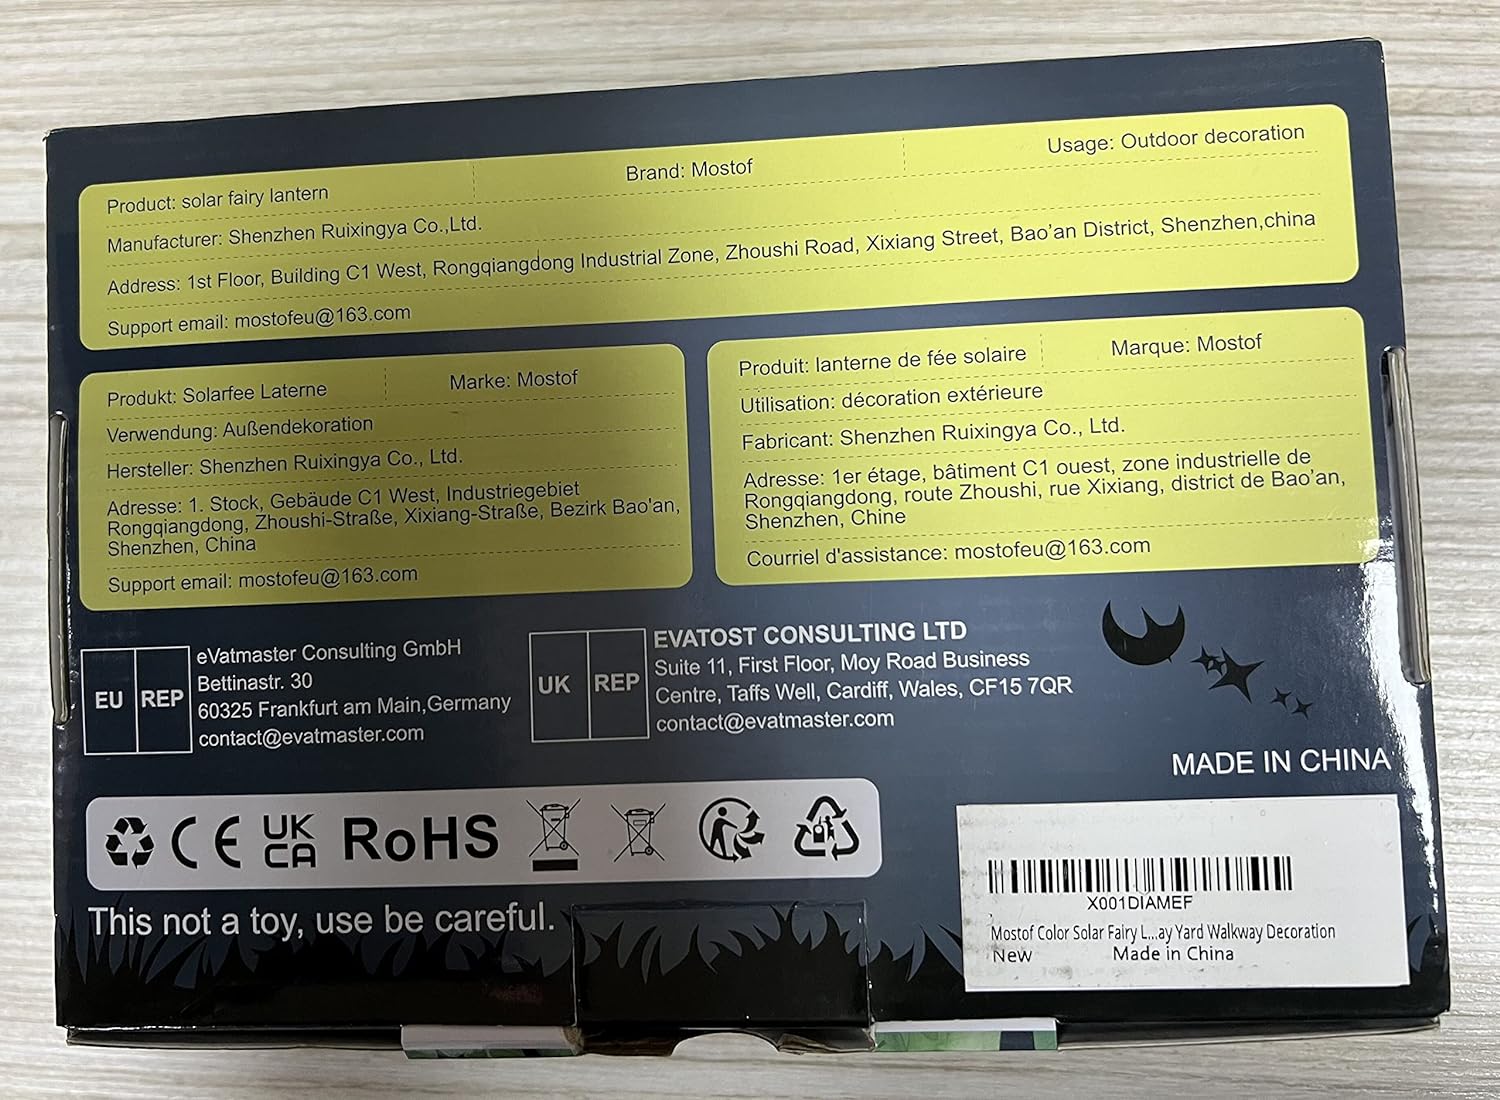 Product: solar fairy lantern Brand: Mostof Usage: Outdoor decoration
Manufacturer: Shenzhen Ruixingya Co.,Ltd.
Address: 1st Floor, Building C1 West, Rongqiangdong Industrial Zone, Zhoushi Road, Xixiang Street, Bao'an District, Shenzhen,china
Support email: mostofeu@163.com
Produkt: Solarfee Laterne Marke: Mostof
Verwendung: Außendekoration
Hersteller: Shenzhen Ruixingya Co., Ltd.
Adresse: 1. Stock, Gebäude C1 West, Industriegebiet
Rongqiangdong, Zhoushi-Straße, Xixiang-Straße, Bezirk Bao'an,
Shenzhen, China
Support email: mostofeu@163.com
Produit: lanterne de fée solaire Marque: Mostof
Utilisation: décoration extérieure
Fabricant: Shenzhen Ruixingya Co., Ltd.
Adresse: 1er étage, bâtiment C1 ouest, zone industrielle de
Rongqiangdong, route Zhoushi, rue Xixiang, district de Bao'an,
Shenzhen, Chine
Courriel d'assistance: mostofeu@163.com
EU REP
eVatmaster Consulting GmbH
Bettinastr. 30
60325 Frankfurt am Main,Germany
contact@evatmaster.com
UK REP
EVATOST CONSULTING LTD
Suite 11, First Floor, Moy Road Business
Centre, Taffs Well, Cardiff, Wales, CF15 7QR
contact@evatmaster.com
MADE IN CHINA
CE UK CA RoHS
This not a toy, use be careful.
X001DIAMEF
Mostof Color Solar Fairy L...ay Yard Walkway Decoration
New Made in China